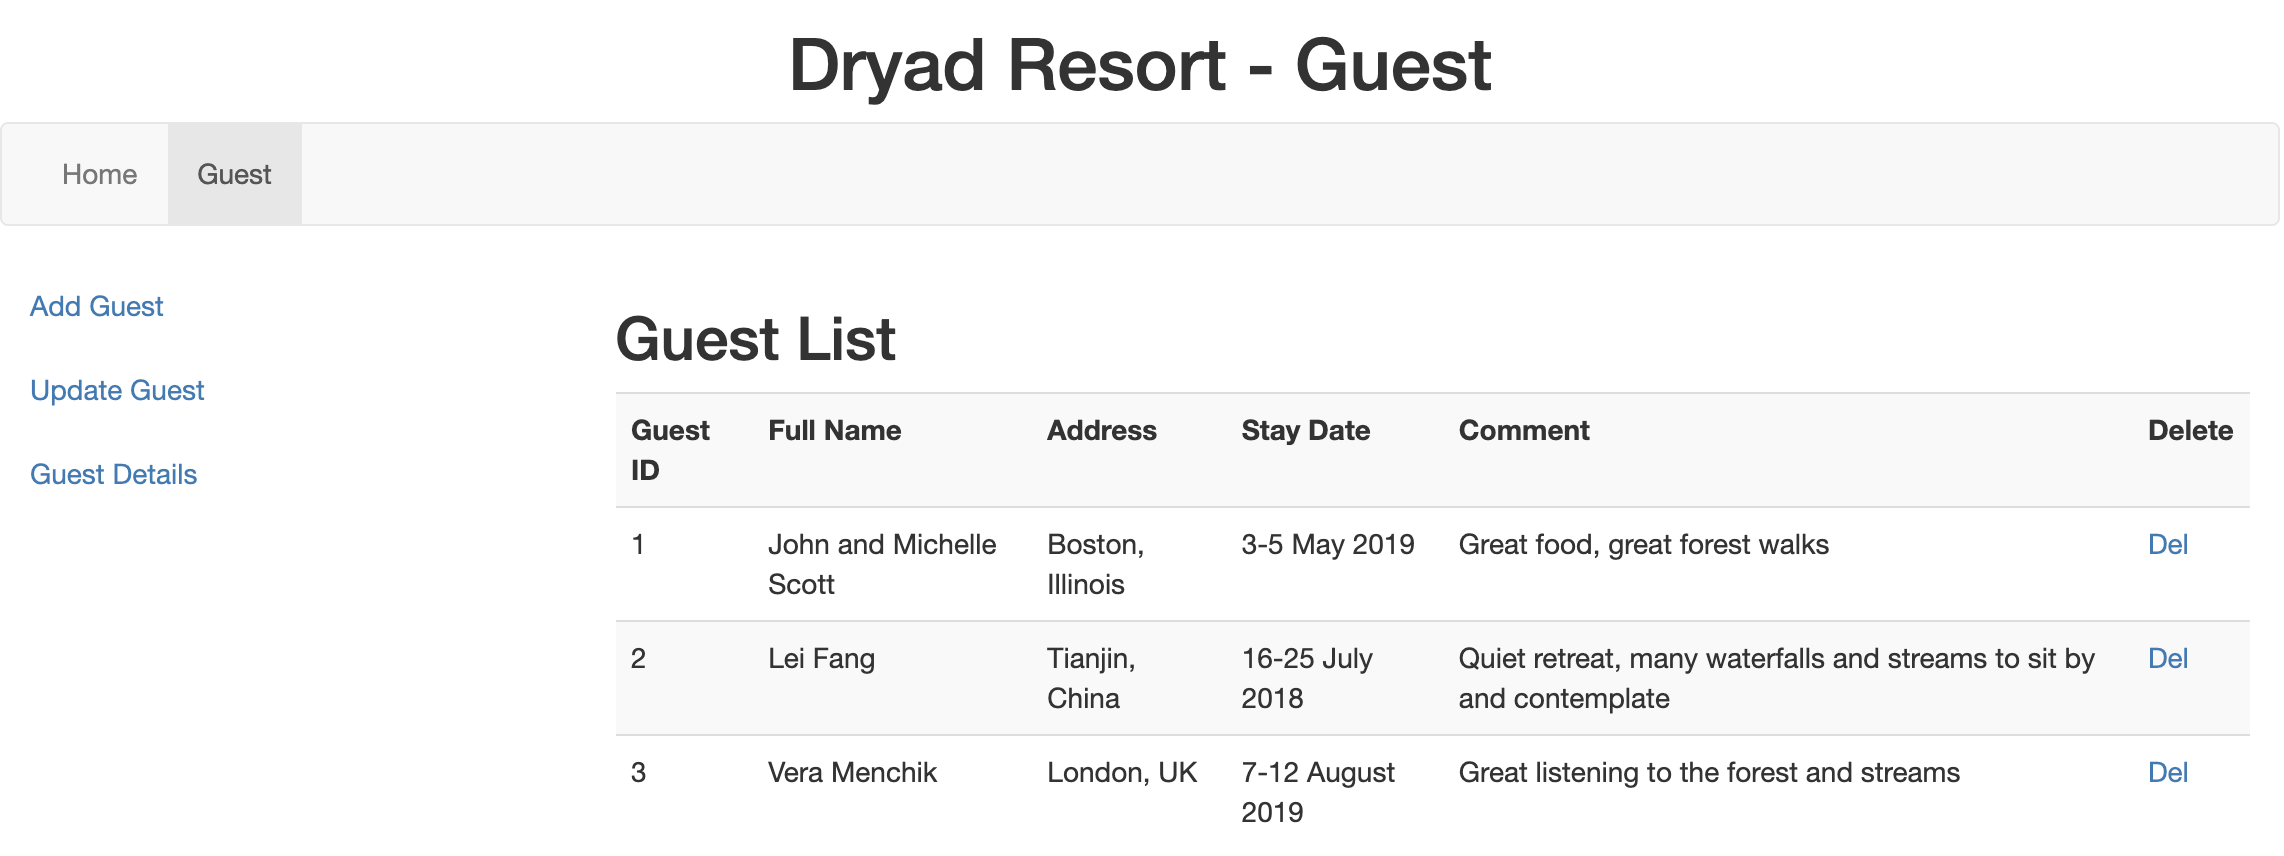 Dryad Resort - Guest
Home Guest
Add Guest
Update Guest
Guest Details
Guest List
Guest ID Full Name Address Stay Date Comment Delete
1 John and Michelle Scott Boston, Illinois 3-5 May 2019 Great food, great forest walks Del
2 Lei Fang Tianjin, China 16-25 July 2018 Quiet retreat, many waterfalls and streams to sit by and contemplate Del
3 Vera Menchik London, UK 7-12 August 2019 Great listening to the forest and streams Del